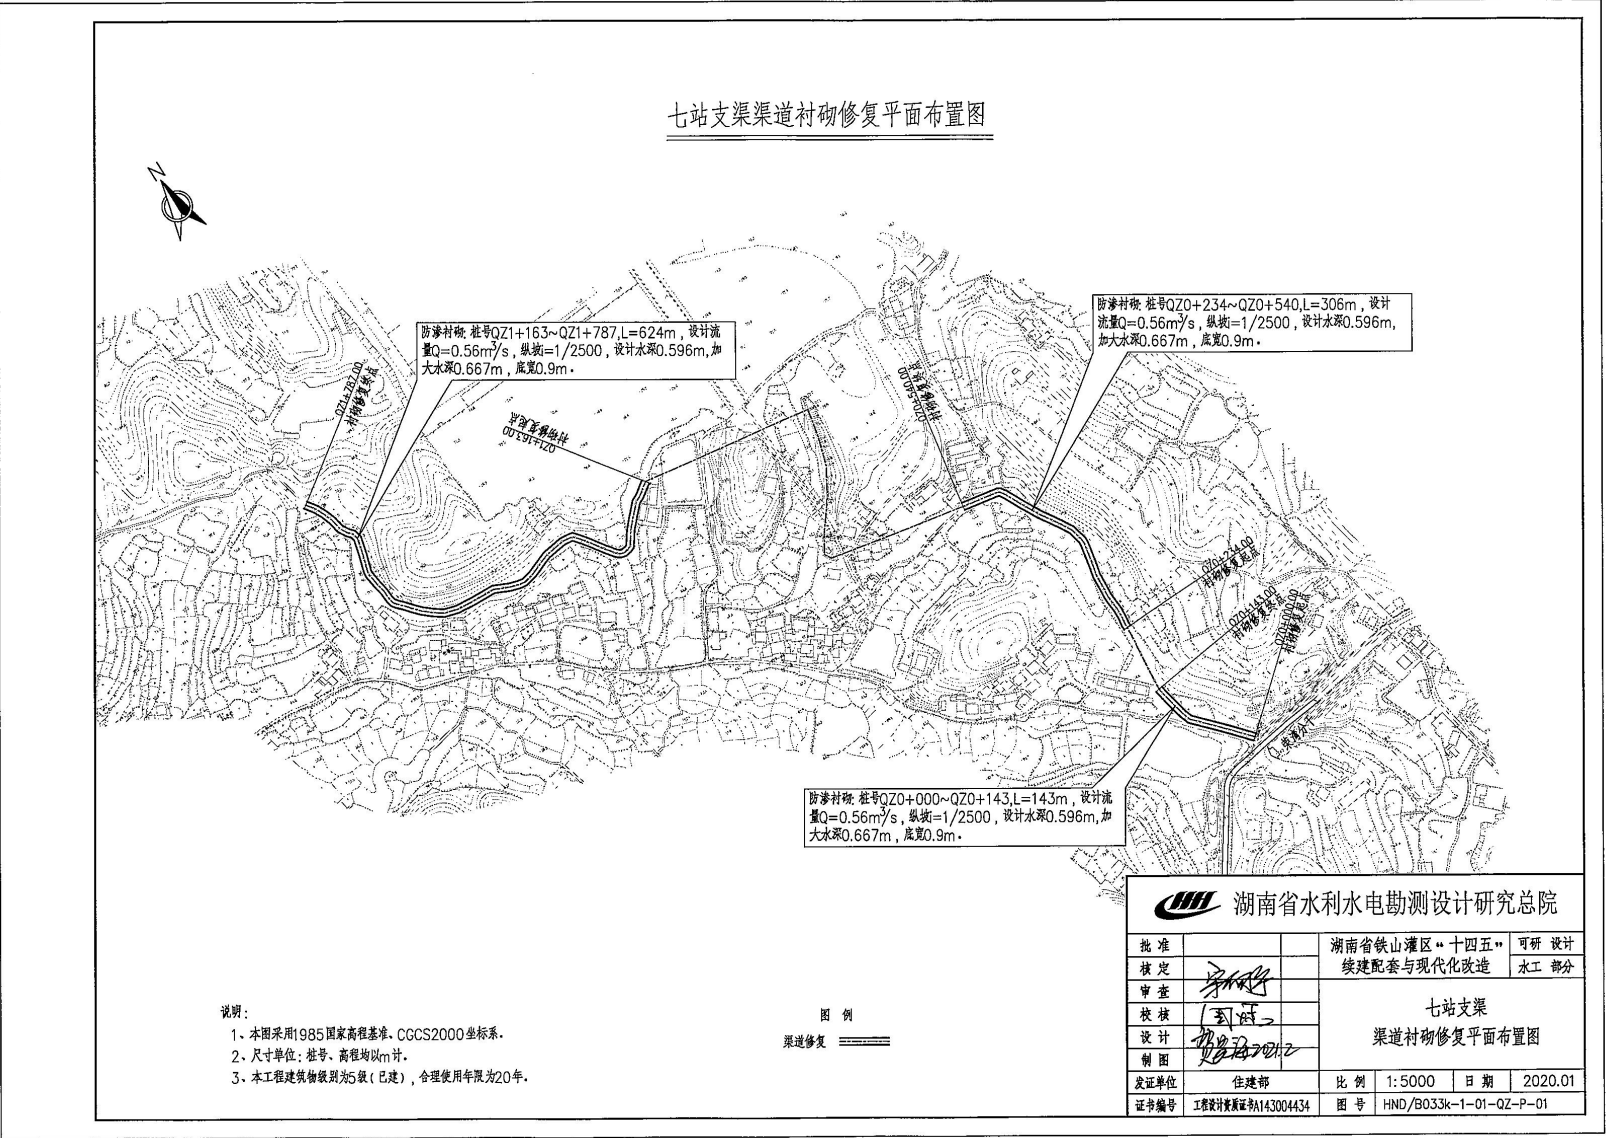 七站支渠渠道衬砌修复平面布置图
N
防渗衬砌: 桩号QZ1+163~QZ1+787,L=624m，设计流
量Q=0.56m³/s，纵坡i=1/2500，设计水深0.596m,加
大水深0.667m，底宽0.9m。
防渗衬砌: 桩号QZ0+234~QZ0+540,L=306m，设计
流量Q=0.56m³/s，纵坡i=1/2500，设计水深0.596m,
加大水深0.667m，底宽0.9m。
QZ1+787.00
衬砌修复终点
QZ1+163.00
衬砌修复起点
QZ0+540.00
衬砌修复终点
QZ0+234.00
衬砌修复起点
QZ0+143.00
衬砌修复终点
QZ0+000.00
衬砌修复起点
防渗衬砌: 桩号QZ0+000~QZ0+143,L=143m，设计流
量Q=0.56m³/s，纵坡i=1/2500，设计水深0.596m,加
大水深0.667m，底宽0.9m。
说明：
1、本图采用1985国家高程基准、CGCS2000坐标系.
2、尺寸单位：桩号、高程均以m计.
3、本工程建筑物级别为5级（已建），合理使用年限为20年.
图 例
渠道修复
湖南省水利水电勘测设计研究总院
批 准
核 定
审 查
校 核
设 计
制 图
发证单位 住建部
证书编号 工程设计资质证书A143004434
湖南省铁山灌区“十四五”
续建配套与现代化改造
可研 设计
水工 部分
七站支渠
渠道衬砌修复平面布置图
比 例 1:5000 日 期 2020.01
图 号 HND/B033k-1-01-QZ-P-01